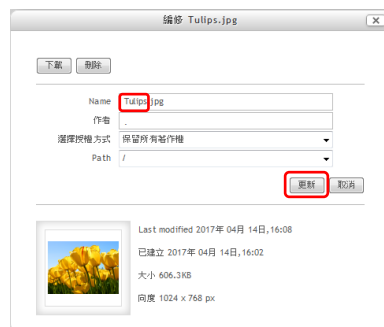 編修 Tulips.jpg
下載 刪除
Name Tulips.jpg
作者 .
選擇授權方式 保留所有著作權
Path /
更新 取消
Last modified 2017年 04月 14日,16:08
已建立 2017年 04月 14日,16:02
大小 606.3KB
向度 1024 x 768 px